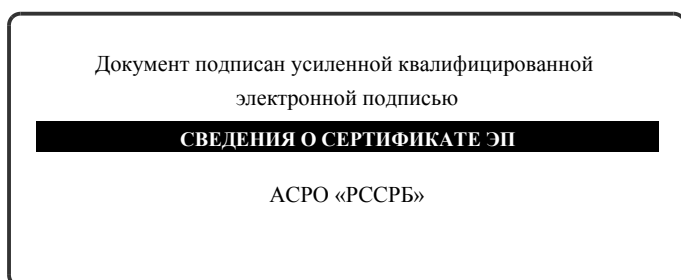 Документ подписан усиленной квалифицированной
электронной подписью
СВЕДЕНИЯ О СЕРТИФИКАТЕ ЭП
АСРО «РССРБ»